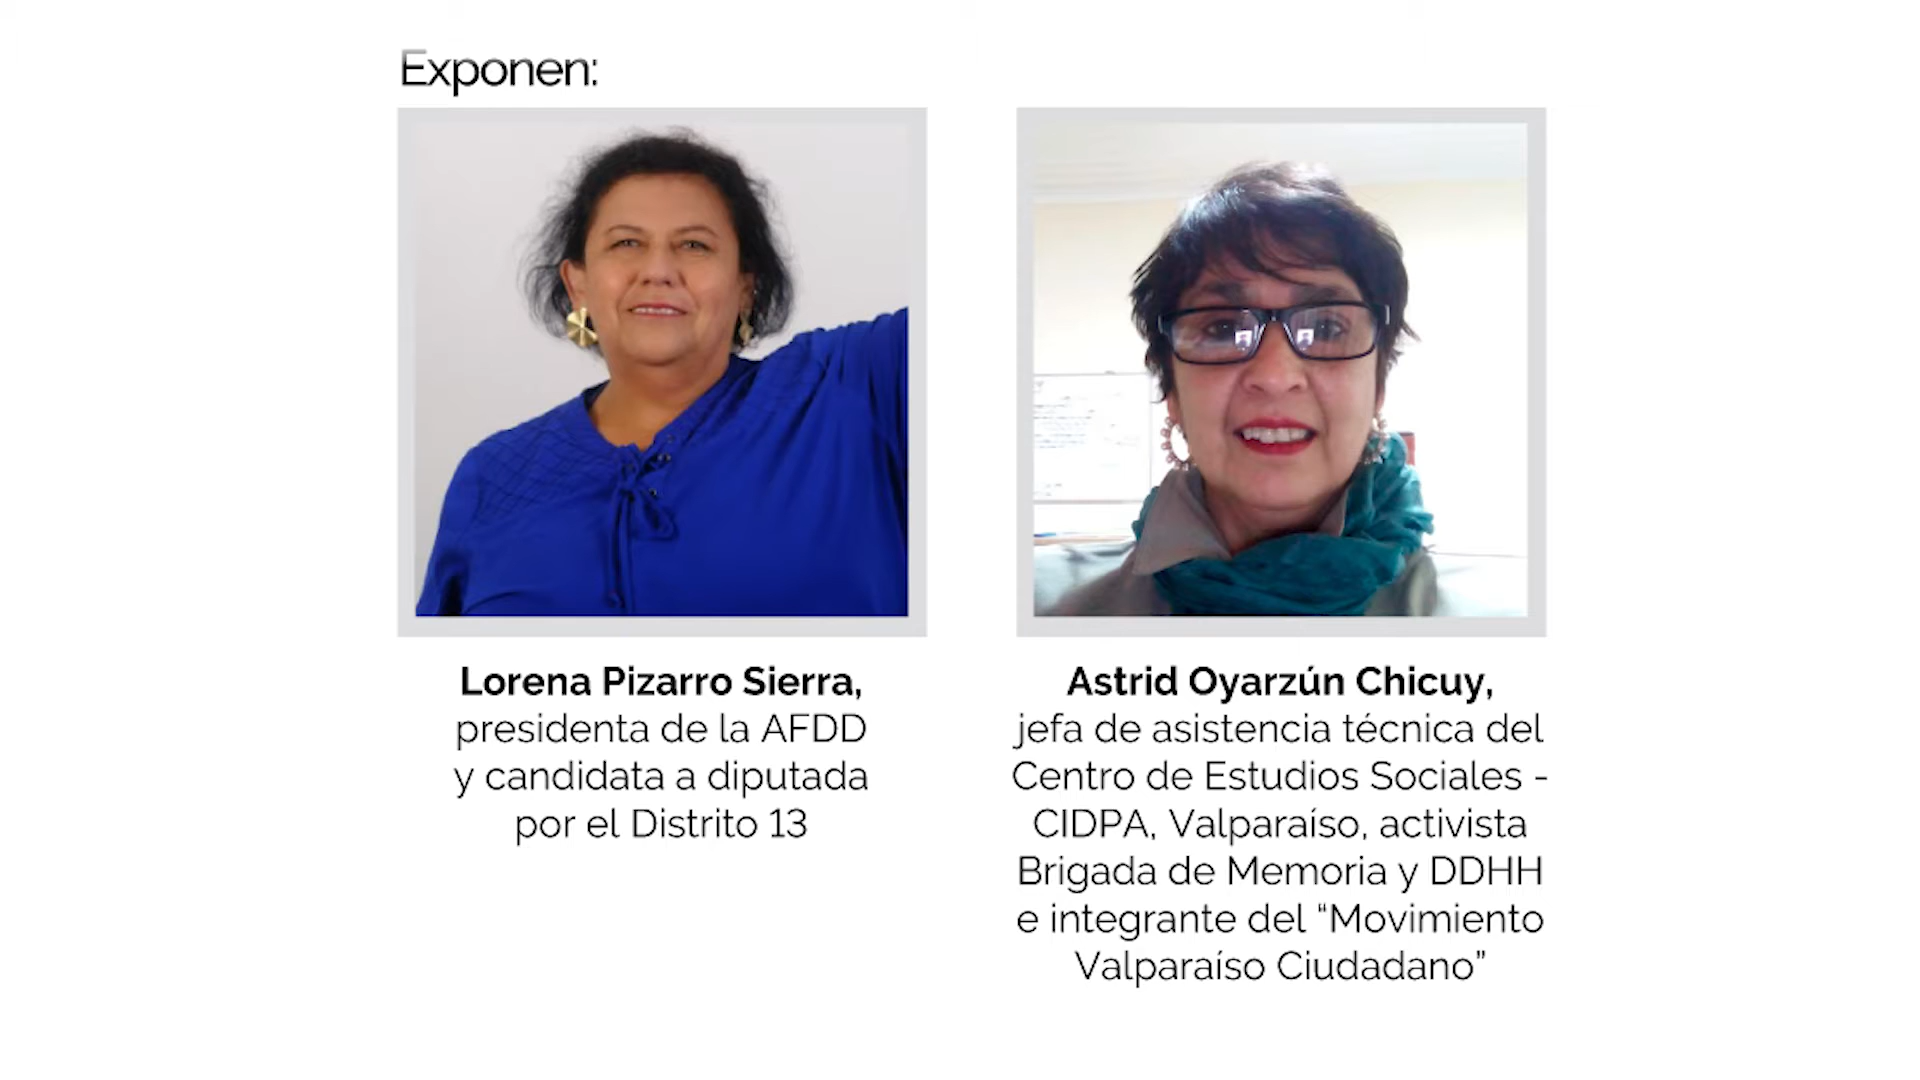 Exponen:
Lorena Pizarro Sierra,
presidenta de la AFDD
y candidata a diputada
por el Distrito 13
Astrid Oyarzún Chicuy,
jefa de asistencia técnica del
Centro de Estudios Sociales -
CIDPA, Valparaíso, activista
Brigada de Memoria y DDHH
e integrante del “Movimiento
Valparaíso Ciudadano”